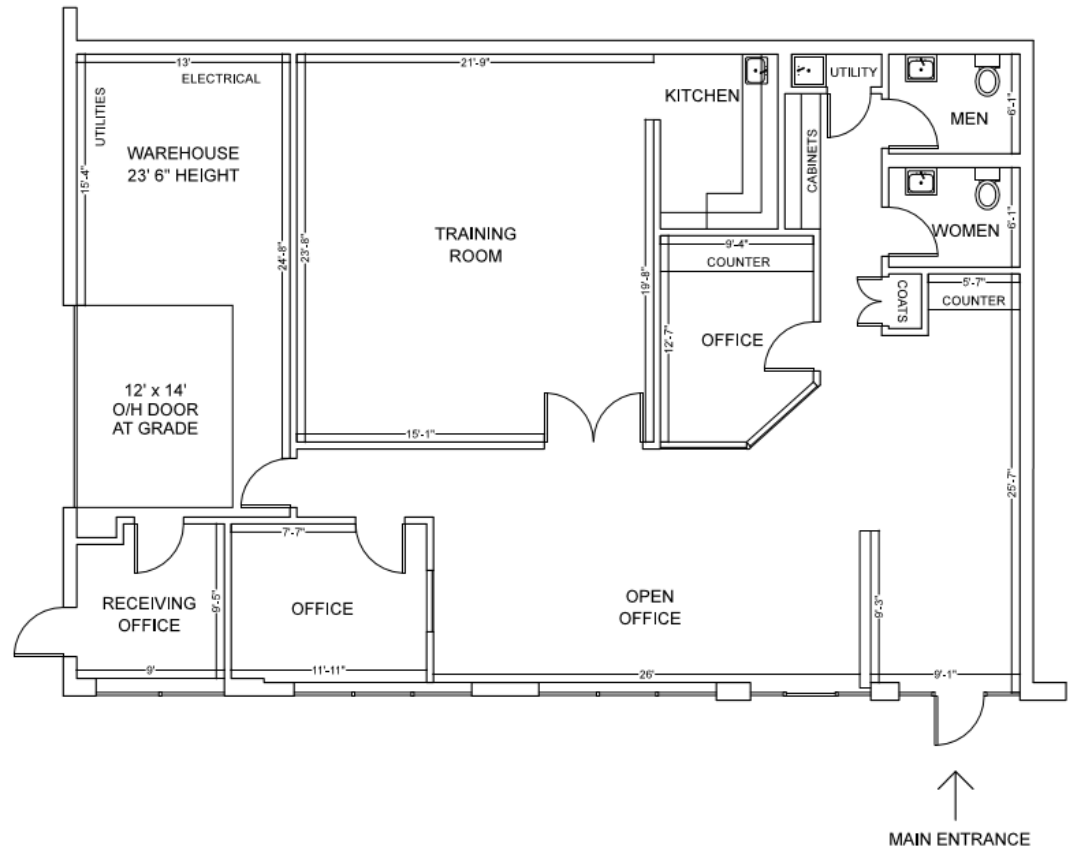 13'
ELECTRICAL
UTILITIES
15'-4"
WAREHOUSE
23' 6" HEIGHT
24'-8"
21'-9"
23'-8"
TRAINING
ROOM
19'-8"
15'-1"
KITCHEN
UTILITY
CABINETS
MEN
6'-1"
WOMEN
6'-1"
9'-4"
COUNTER
12'-7"
OFFICE
COATS
5'-7"
COUNTER
12' x 14'
O/H DOOR
AT GRADE
25'-7"
7'-7"
RECEIVING
OFFICE
9'-5"
9'
OFFICE
11'-11"
OPEN
OFFICE
26'
9'-3"
9'-1"
MAIN ENTRANCE